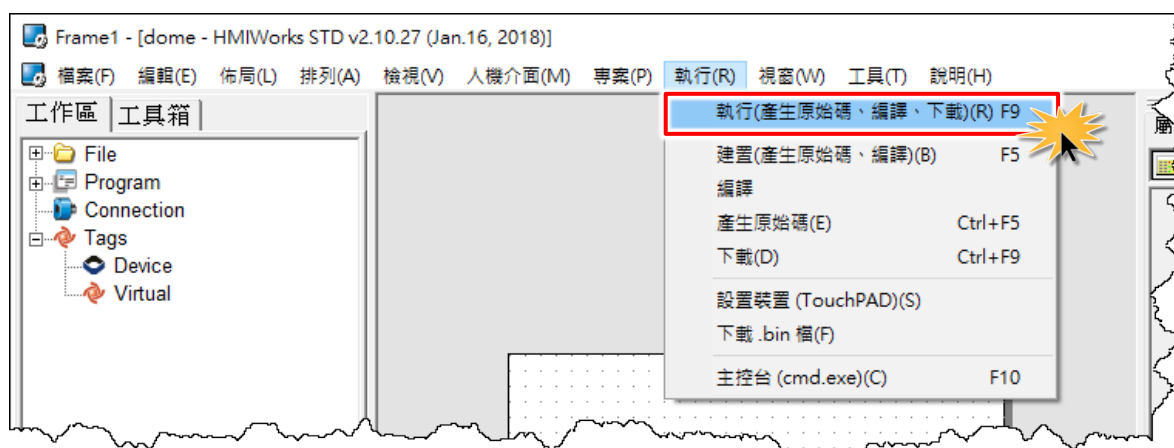 Frame1 - [dome - HMIWorks STD v2.10.27 (Jan.16, 2018)]
檔案(F) 編輯(E) 佈局(L) 排列(A) 檢視(V) 人機介面(M) 專案(P) 執行(R) 視窗(W) 工具(T) 說明(H)
工作區 工具箱
File
Program
Connection
Tags
Device
Virtual
執行(產生原始碼、編譯、下載)(R) F9
建置(產生原始碼、編譯)(B) F5
編譯
產生原始碼(E) Ctrl+F5
下載(D) Ctrl+F9
設置裝置 (TouchPAD)(S)
下載 .bin 檔(F)
主控台 (cmd.exe)(C) F10